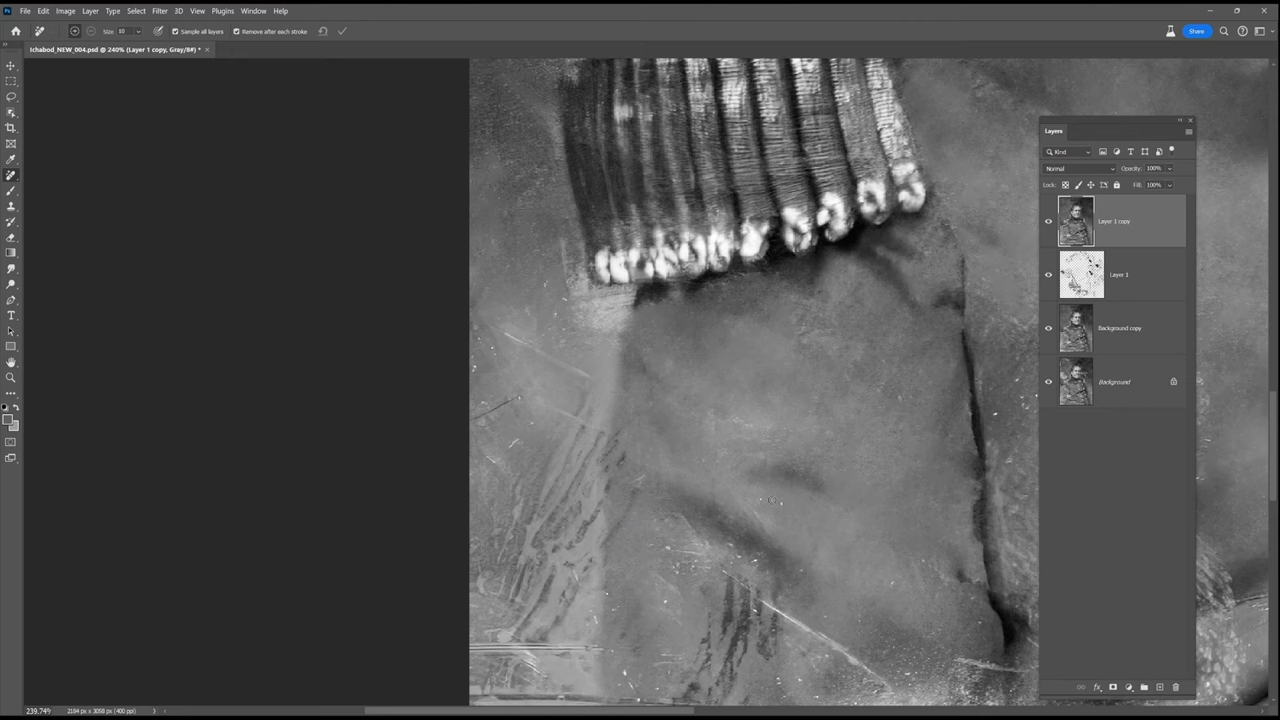 Ps File Edit Image Layer Type Select Filter 3D View Plugins Window Help
Size: 10 Sample all layers Remove after each stroke Share
Ichabod_NEW_004.psd @ 240% (Layer 1 copy, Gray/8#) *
Layers
Kind
Normal Opacity: 100%
Lock: Fill: 100%
Layer 1 copy
Layer 1
Background copy
Background
239.74% 2184 px x 3058 px (400 ppi)